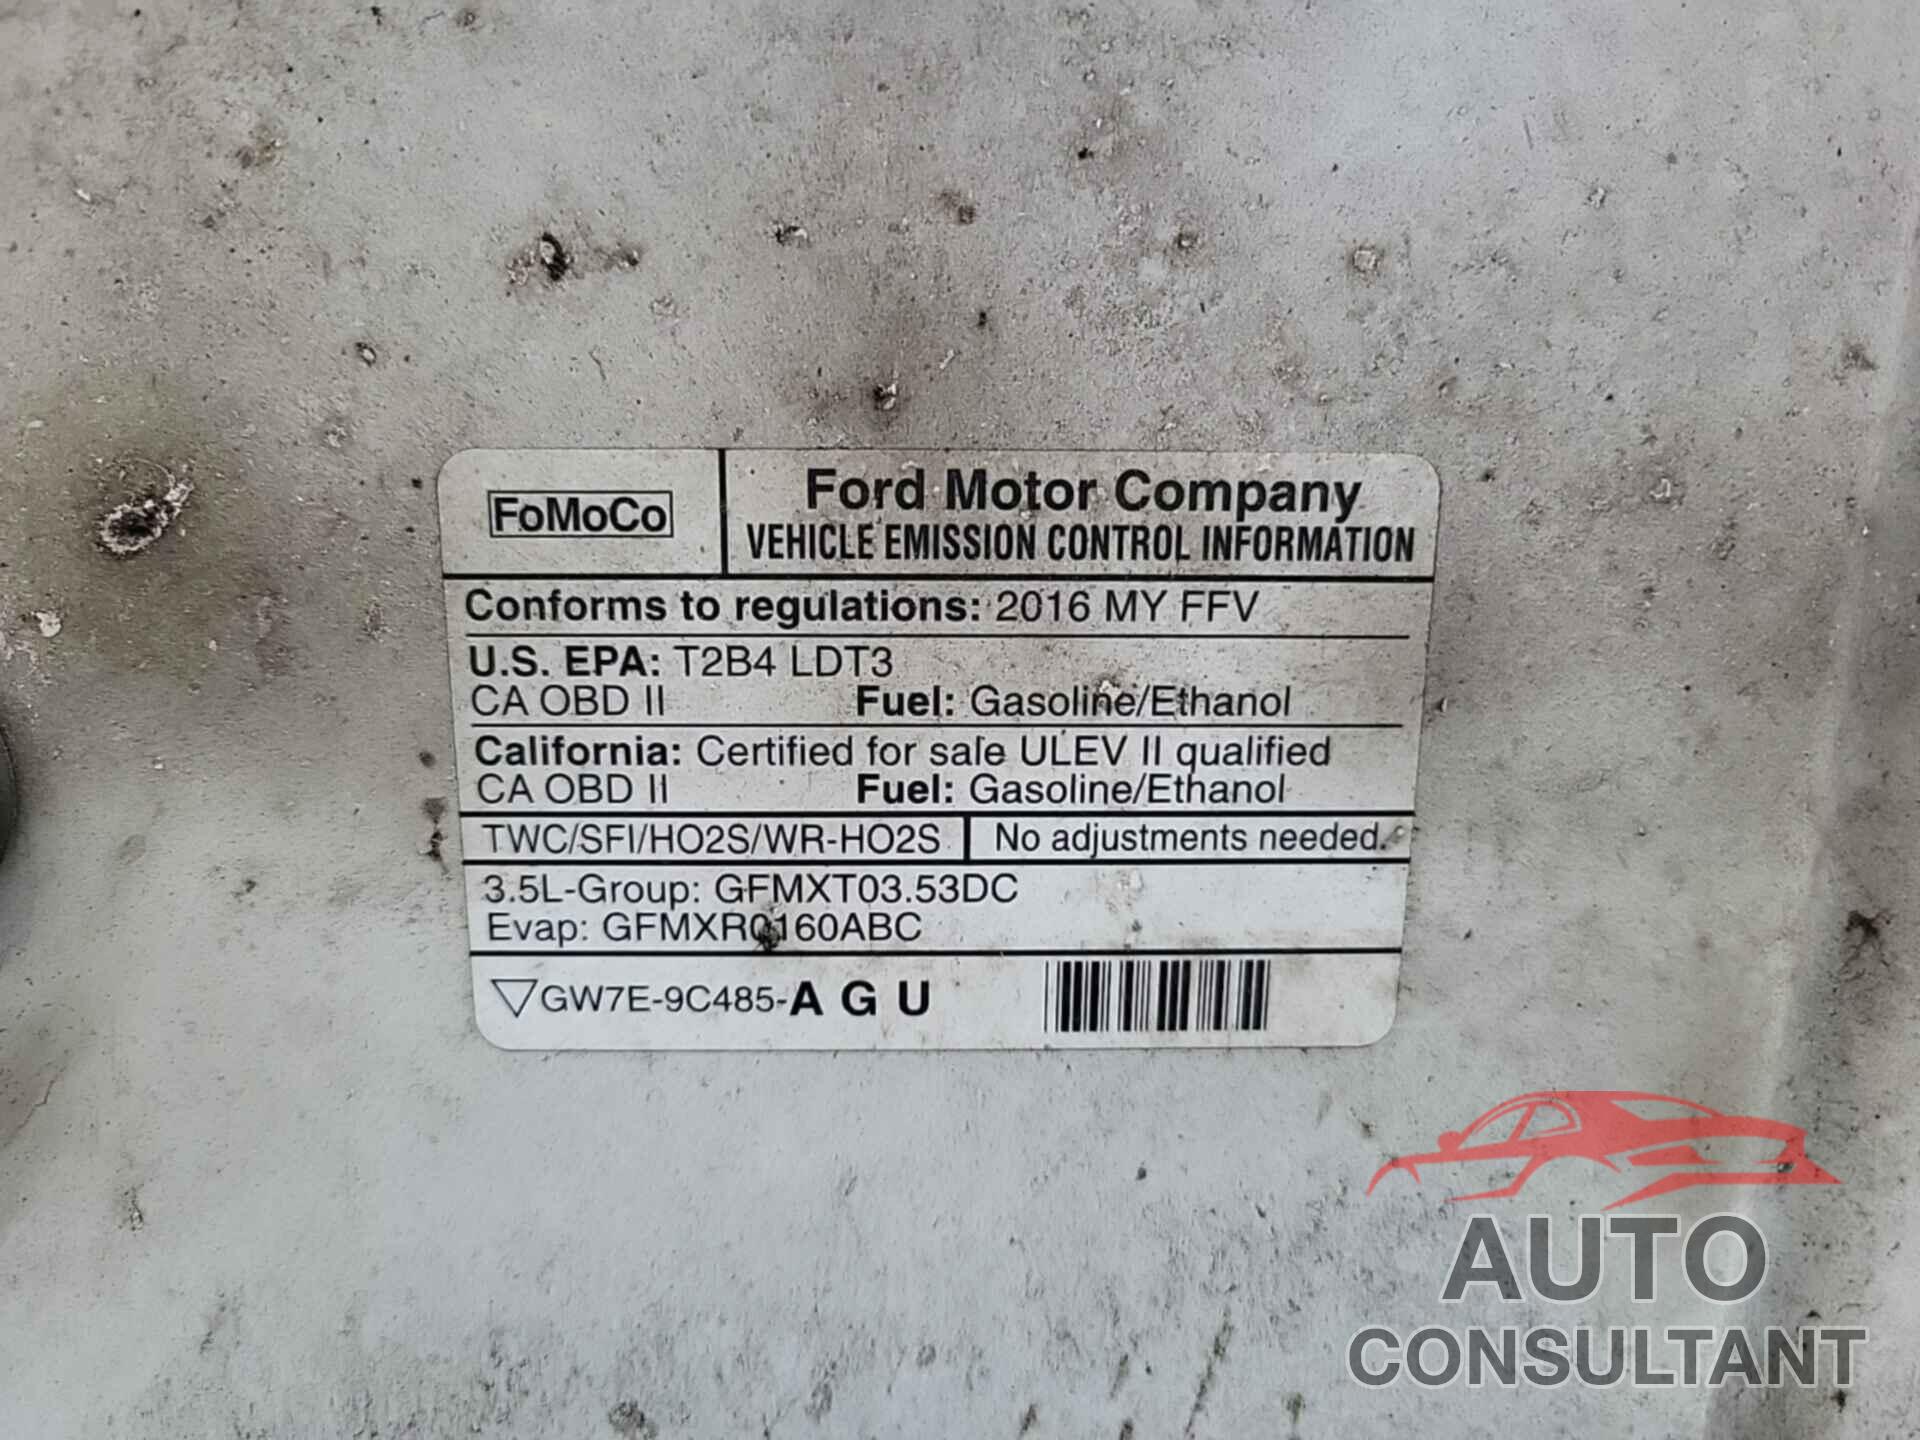 FoMoCo
Ford Motor Company
VEHICLE EMISSION CONTROL INFORMATION
Conforms to regulations: 2016 MY FFV
U.S. EPA: T2B4 LDT3
CA OBD II Fuel: Gasoline/Ethanol
California: Certified for sale ULEV II qualified
CA OBD II Fuel: Gasoline/Ethanol
TWC/SFI/HO2S/WR-HO2S No adjustments needed.
3.5L-Group: GFMXT03.53DC
Evap: GFMXR0160ABC
GW7E-9C485-A G U
AUTO
CONSULTANT